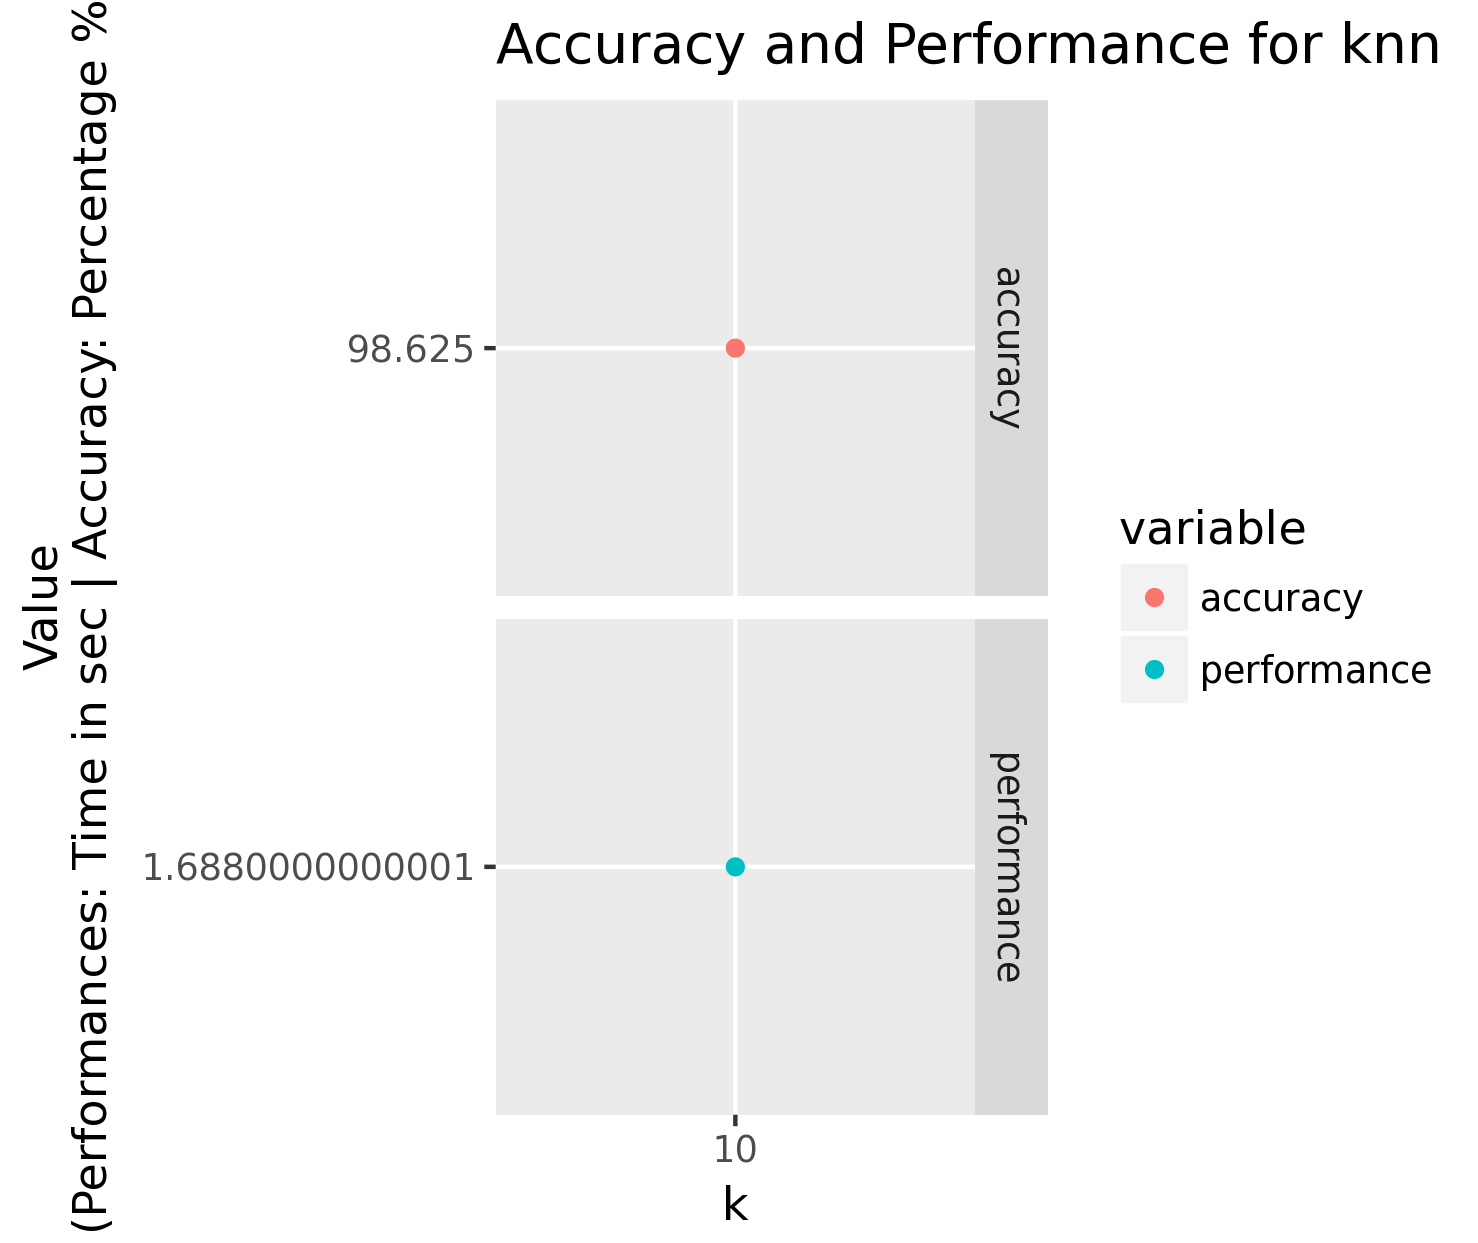 Accuracy and Performance for knn
Value
(Performances: Time in sec | Accuracy: Percentage %
98.625
accuracy
1.6880000000001
performance
10
k
variable
accuracy
performance